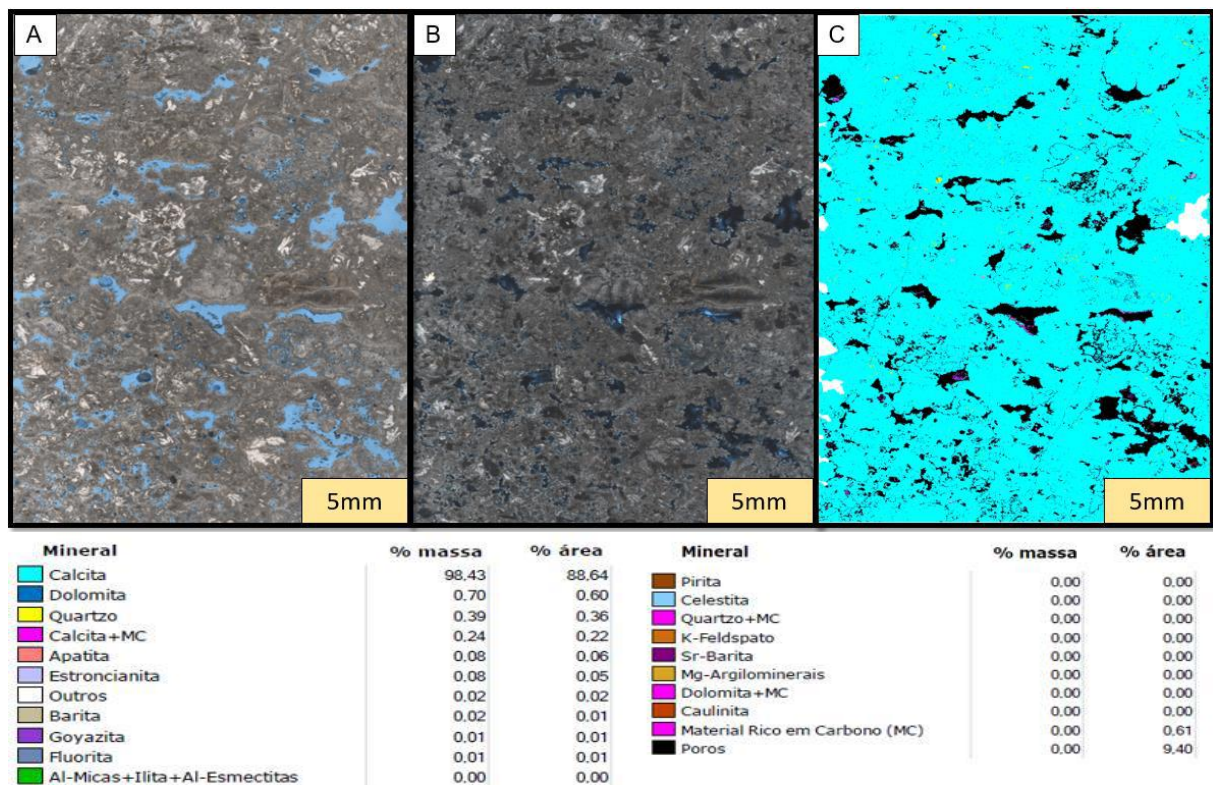 A B C
5mm 5mm 5mm
Mineral % massa % área
Calcita 98.43 88.64
Dolomita 0.70 0.60
Quartzo 0.39 0.36
Calcita+MC 0.24 0.22
Apatita 0.08 0.06
Estroncianita 0.08 0.05
Outros 0.02 0.02
Barita 0.02 0.01
Goyazita 0.01 0.01
Fluorita 0.01 0.01
Al-Micas+Ilita+Al-Esmectitas 0.00 0.00
Mineral % massa % área
Pirita 0.00 0.00
Celestita 0.00 0.00
Quartzo+MC 0.00 0.00
K-Feldspato 0.00 0.00
Sr-Barita 0.00 0.00
Mg-Argilominerais 0.00 0.00
Dolomita+MC 0.00 0.00
Caulinita 0.00 0.00
Material Rico em Carbono (MC) 0.00 0.61
Poros 0.00 9.40